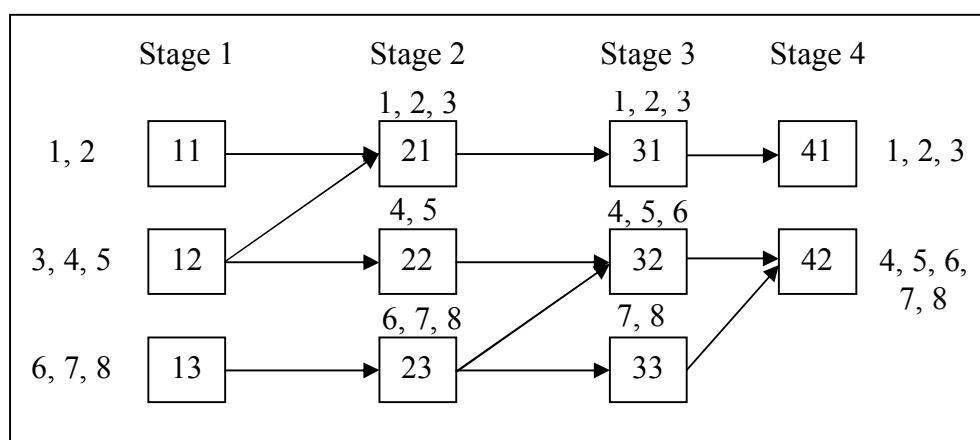 Stage 1 Stage 2 Stage 3 Stage 4
1, 2, 3 1, 2, 3
1, 2 11 21 31 41 1, 2, 3
4, 5 4, 5, 6
3, 4, 5 12 22 32 42 4, 5, 6,
7, 8
6, 7, 8 7, 8
6, 7, 8 13 23 33